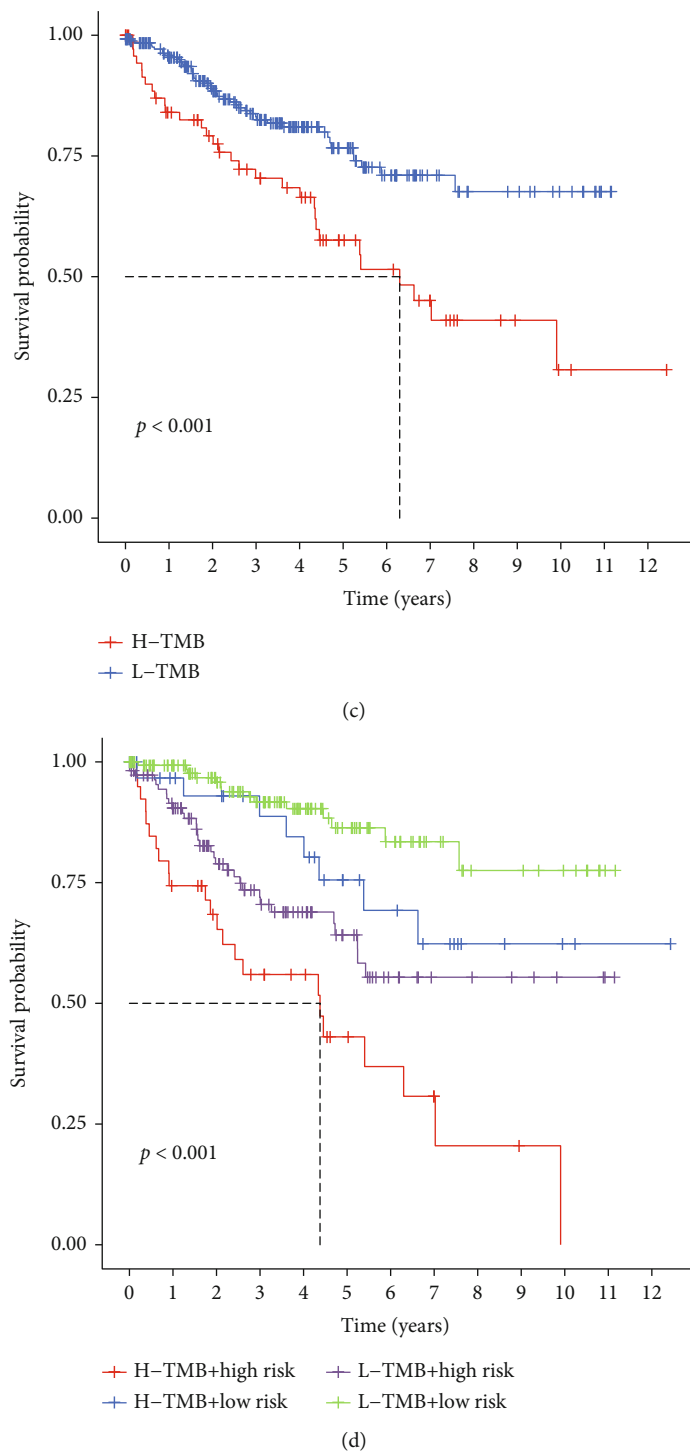 1.00
0.75
0.50
0.25
0.00
Survival probability
p < 0.001
0 1 2 3 4 5 6 7 8 9 10 11 12
Time (years)
H–TMB
L–TMB
(c)
1.00
0.75
0.50
0.25
0.00
Survival probability
p < 0.001
0 1 2 3 4 5 6 7 8 9 10 11 12
Time (years)
H–TMB+high risk L–TMB+high risk
H–TMB+low risk L–TMB+low risk
(d)